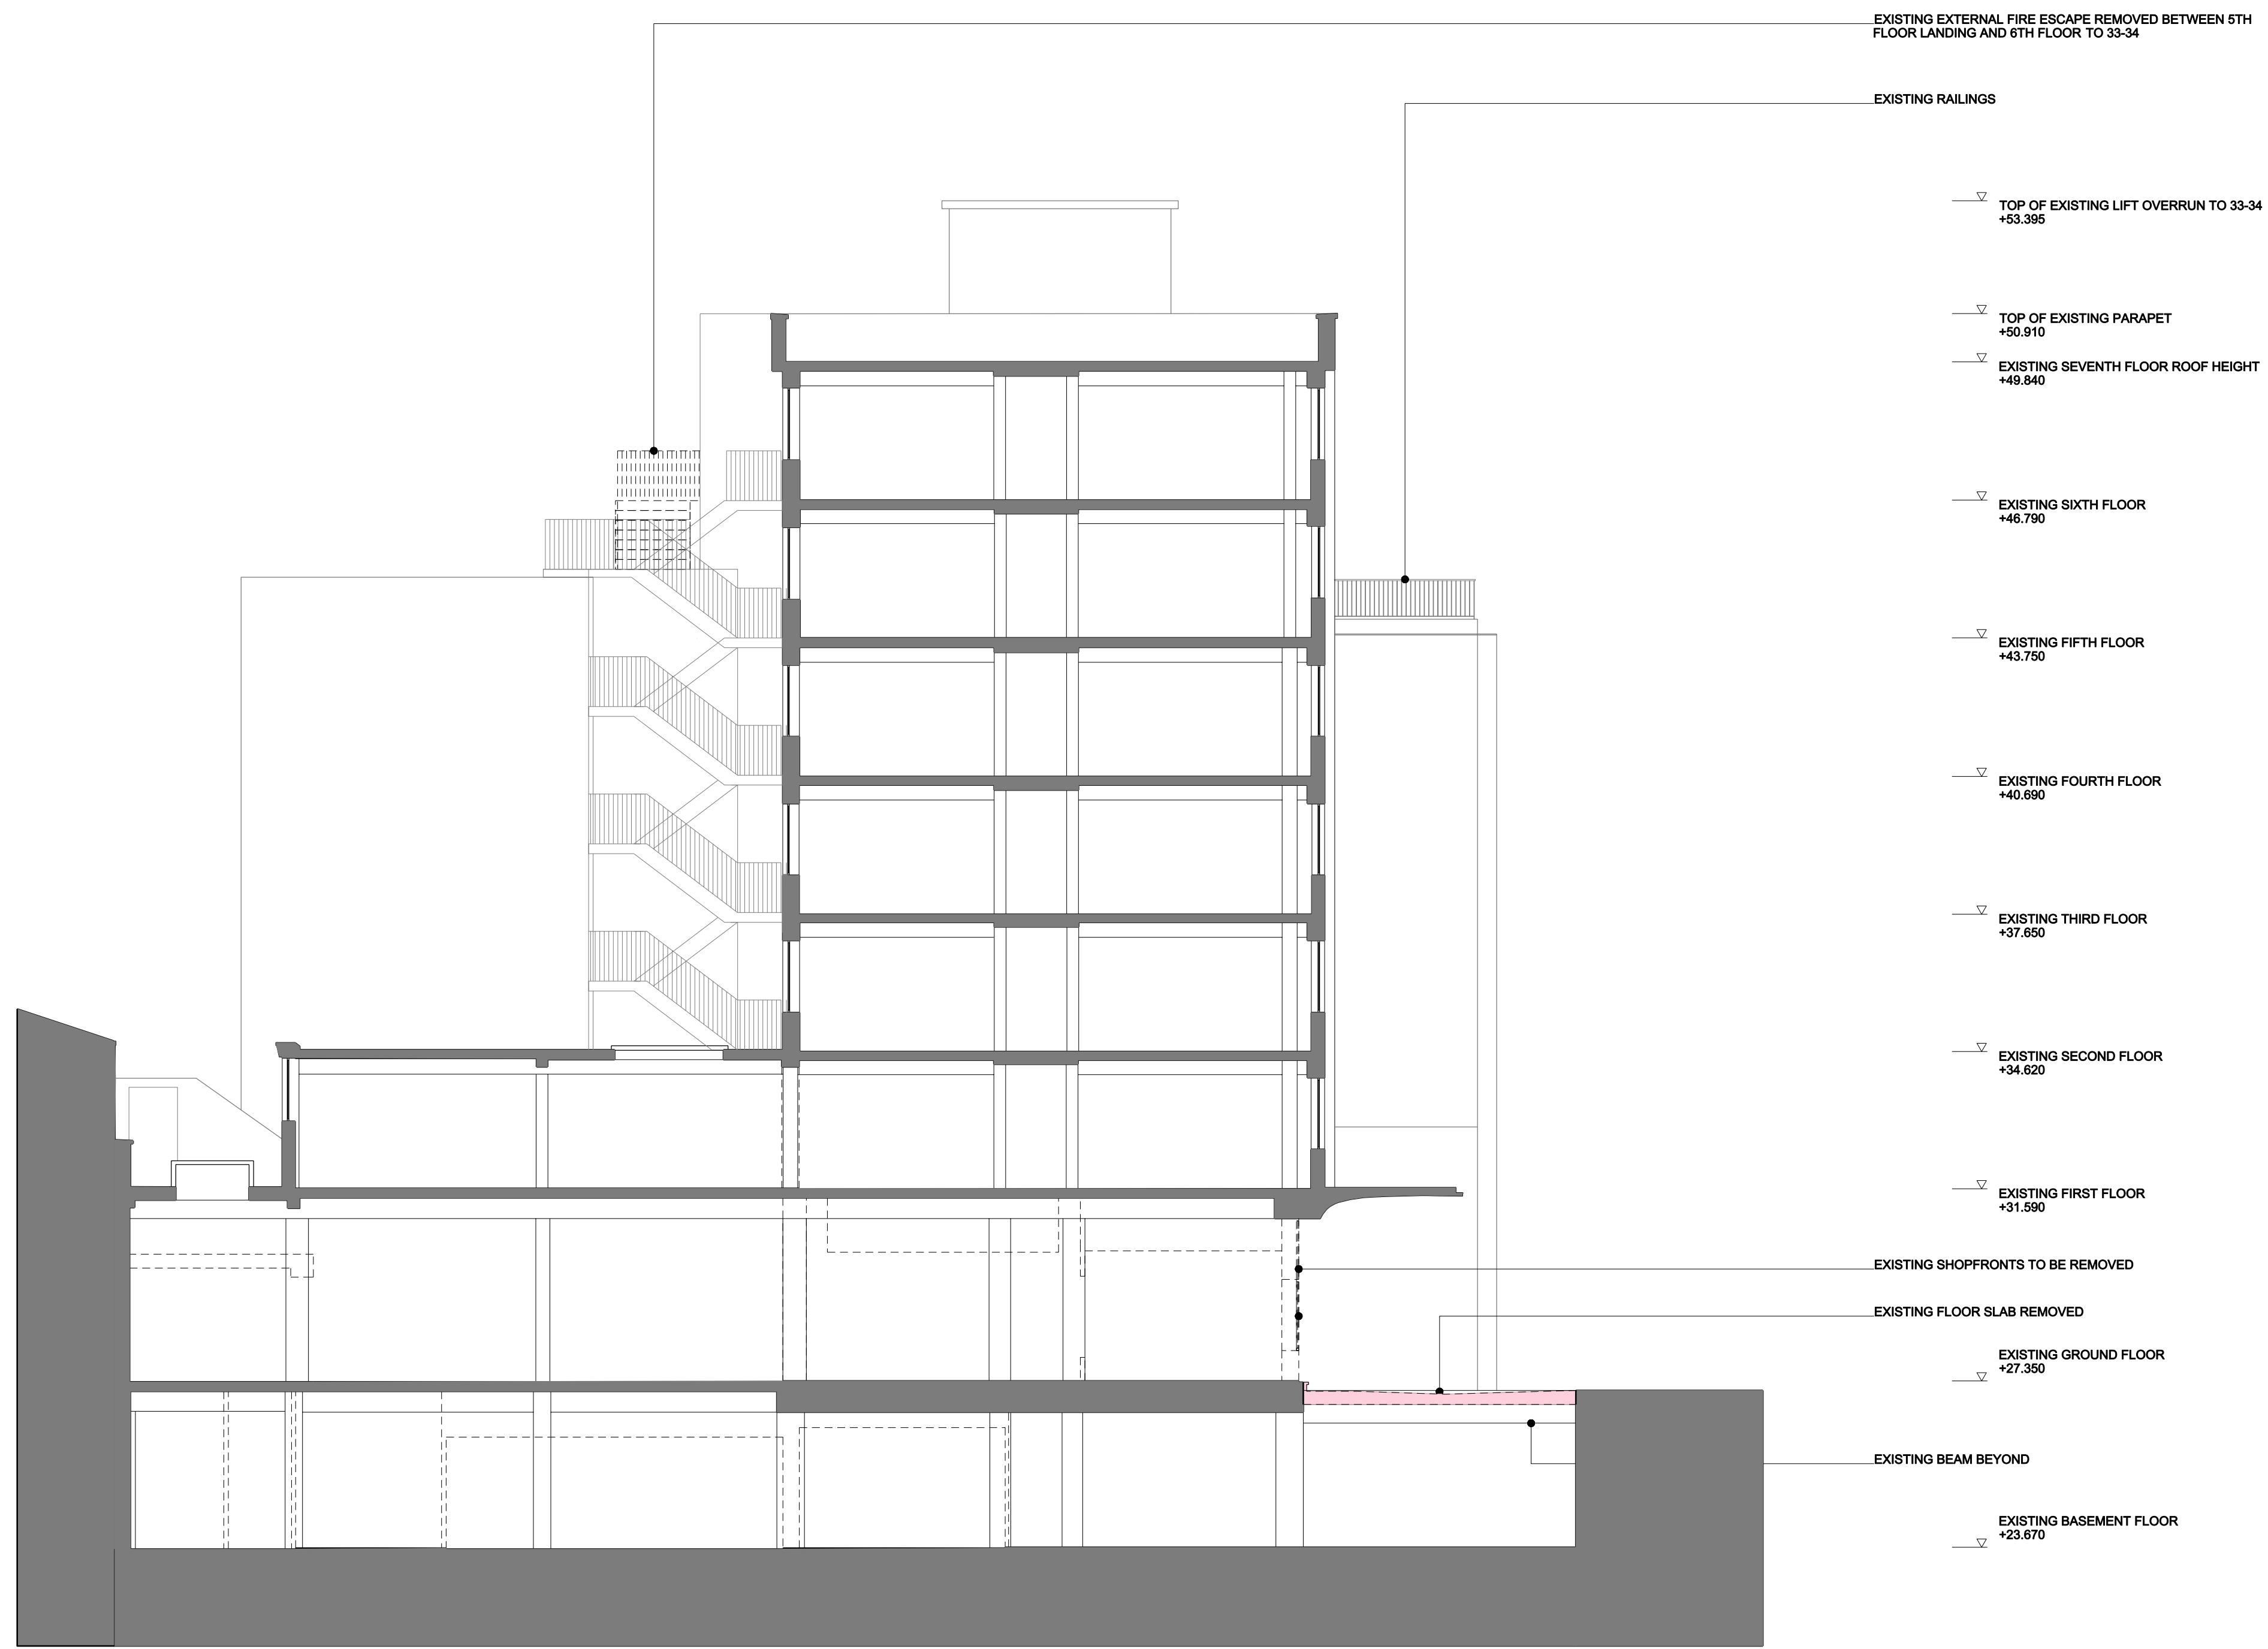 EXISTING EXTERNAL FIRE ESCAPE REMOVED BETWEEN 5TH
FLOOR LANDING AND 6TH FLOOR TO 33-34
EXISTING RAILINGS
TOP OF EXISTING LIFT OVERRUN TO 33-34
+53.395
TOP OF EXISTING PARAPET
+50.910
EXISTING SEVENTH FLOOR ROOF HEIGHT
+49.840
EXISTING SIXTH FLOOR
+46.790
EXISTING FIFTH FLOOR
+43.750
EXISTING FOURTH FLOOR
+40.690
EXISTING THIRD FLOOR
+37.650
EXISTING SECOND FLOOR
+34.620
EXISTING FIRST FLOOR
+31.590
EXISTING SHOPFRONTS TO BE REMOVED
EXISTING FLOOR SLAB REMOVED
EXISTING GROUND FLOOR
+27.350
EXISTING BEAM BEYOND
EXISTING BASEMENT FLOOR
+23.670